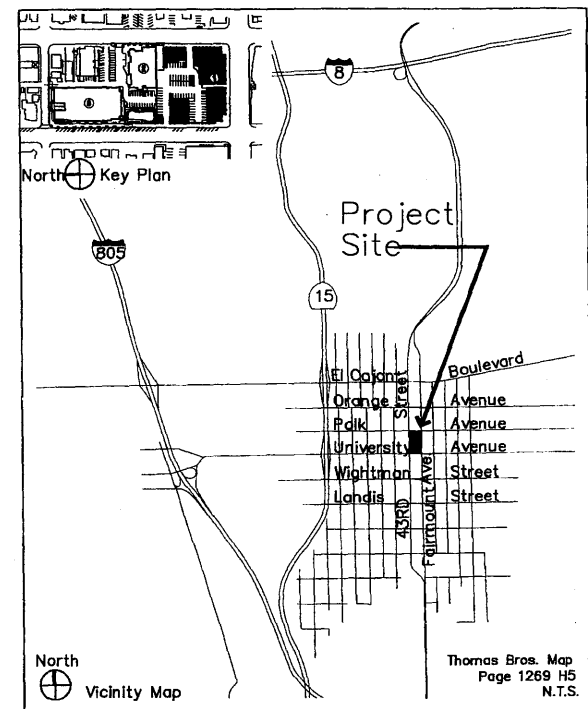 North Key Plan
8
805
15
Project
Site
El Cajon Boulevard
Orange Avenue
Polk Avenue
University Avenue
Wightman Street
Landis Street
43RD Street
Fairmount Ave
North
Vicinity Map
Thomas Bros. Map
Page 1269 H5
N.T.S.